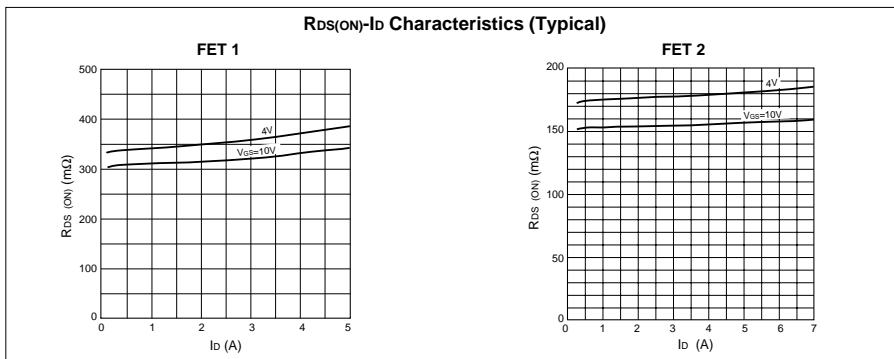 RDS(ON)-ID Characteristics (Typical)
FET 1
500
400
300
200
100
0
0 1 2 3 4 5
RDS (ON) (mΩ)
ID (A)
4V
VGS=10V
FET 2
200
150
100
50
0
0 1 2 3 4 5 6 7
RDS (ON) (mΩ)
ID (A)
4V
VGS=10V